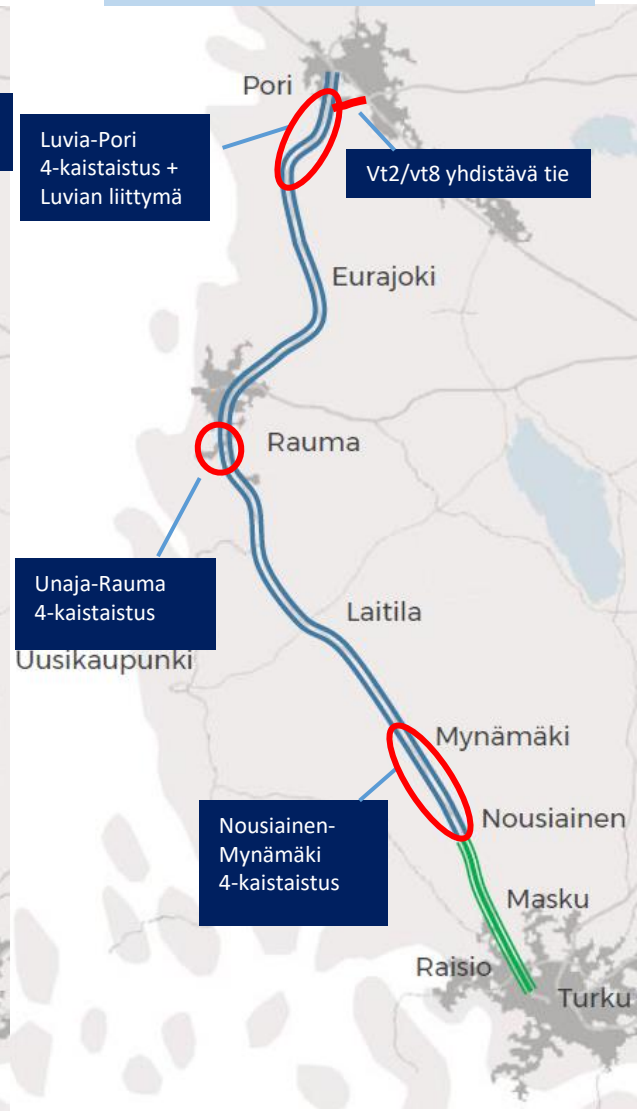 Pori
Luvia-Pori
4-kaistaistus +
Luvian liittymä
Vt2/vt8 yhdistävä tie
Eurajoki
Rauma
Unaja-Rauma
4-kaistaistus
Laitila
Uusikaupunki
Mynämäki
Nousiainen-
Mynämäki
4-kaistaistus
Nousiainen
Masku
Raisio
Turku